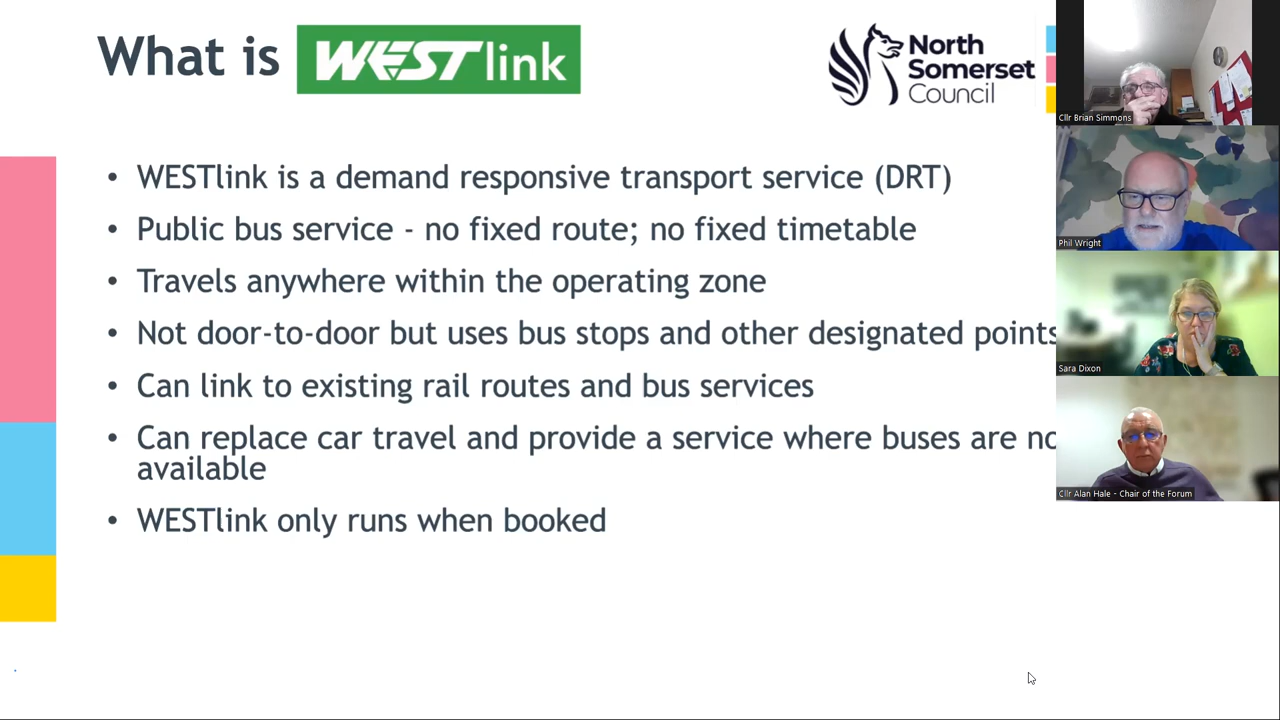 What is WESTlink
North
Somerset
Council
• WESTlink is a demand responsive transport service (DRT)
• Public bus service - no fixed route; no fixed timetable
• Travels anywhere within the operating zone
• Not door-to-door but uses bus stops and other designated points
• Can link to existing rail routes and bus services
• Can replace car travel and provide a service where buses are no
available
• WESTlink only runs when booked
Cllr Brian Simmons
Phil Wright
Sara Dixon
Cllr Alan Hale - Chair of the Forum